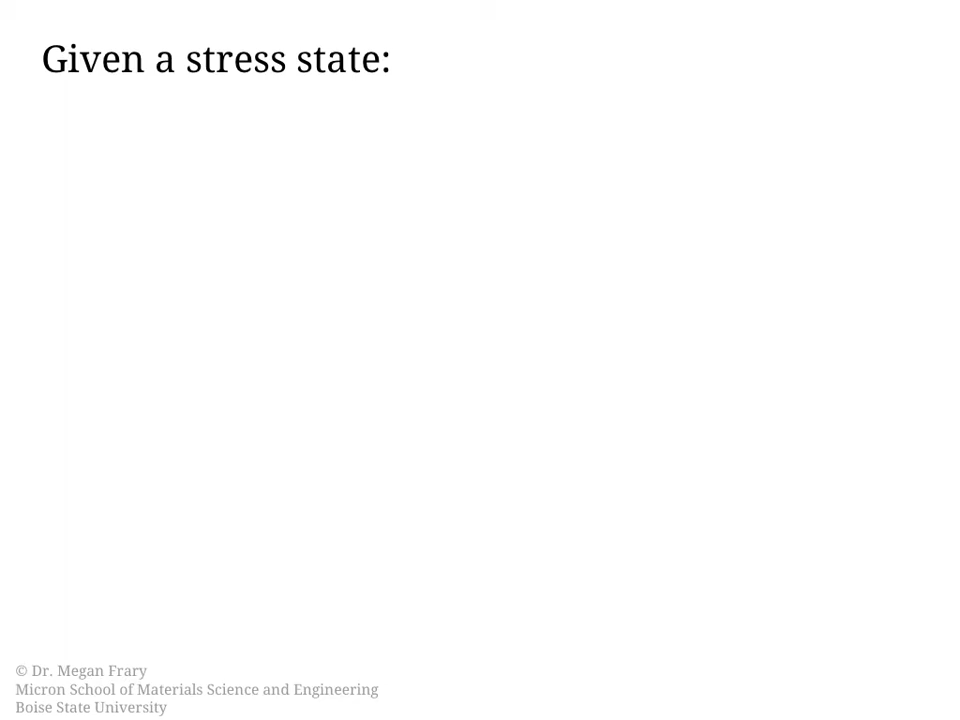 Given a stress state:
© Dr. Megan Frary
Micron School of Materials Science and Engineering
Boise State University